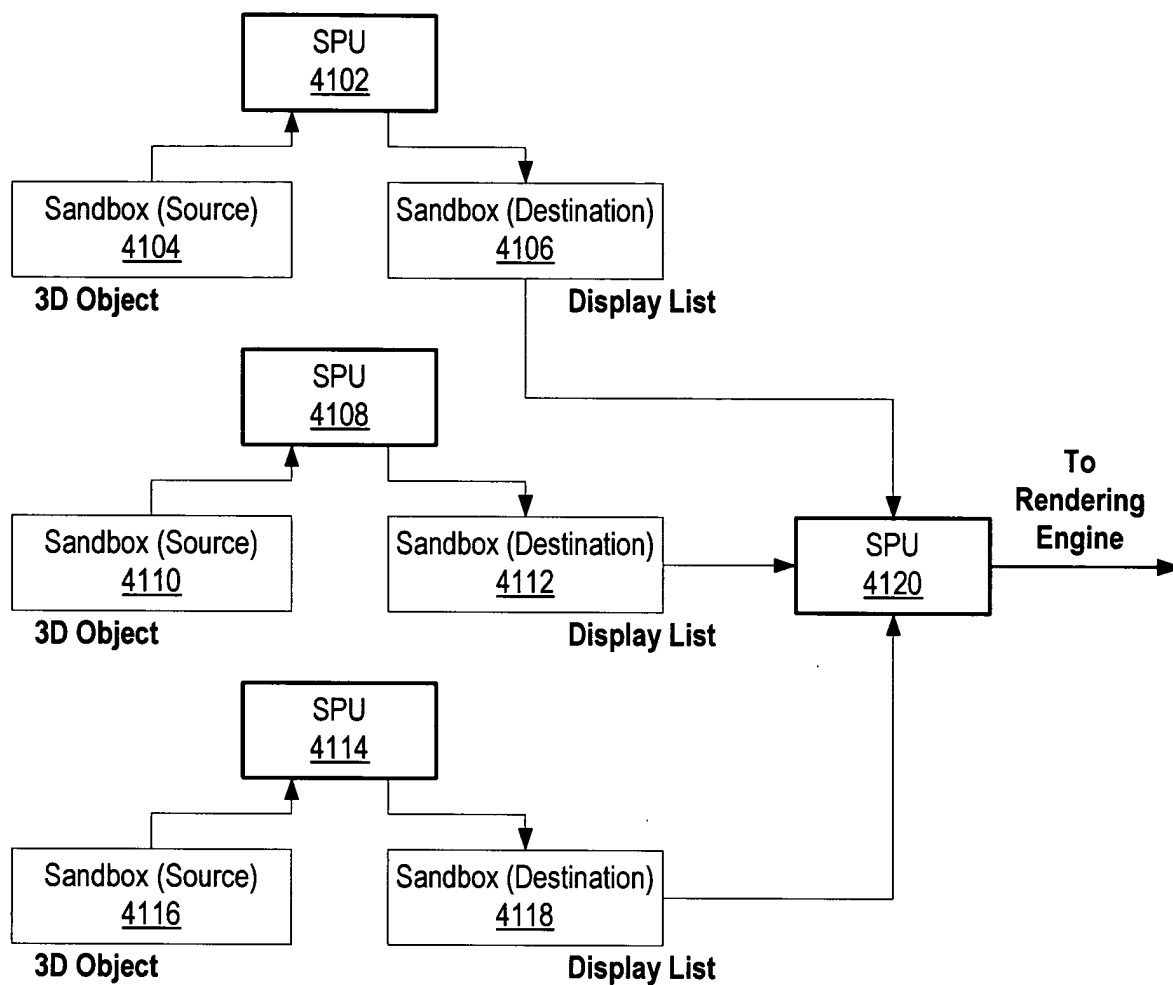 SPU
4102
Sandbox (Source)
4104
3D Object
Sandbox (Destination)
4106
Display List
SPU
4108
Sandbox (Source)
4110
3D Object
Sandbox (Destination)
4112
Display List
SPU
4120
To
Rendering
Engine
SPU
4114
Sandbox (Source)
4116
3D Object
Sandbox (Destination)
4118
Display List